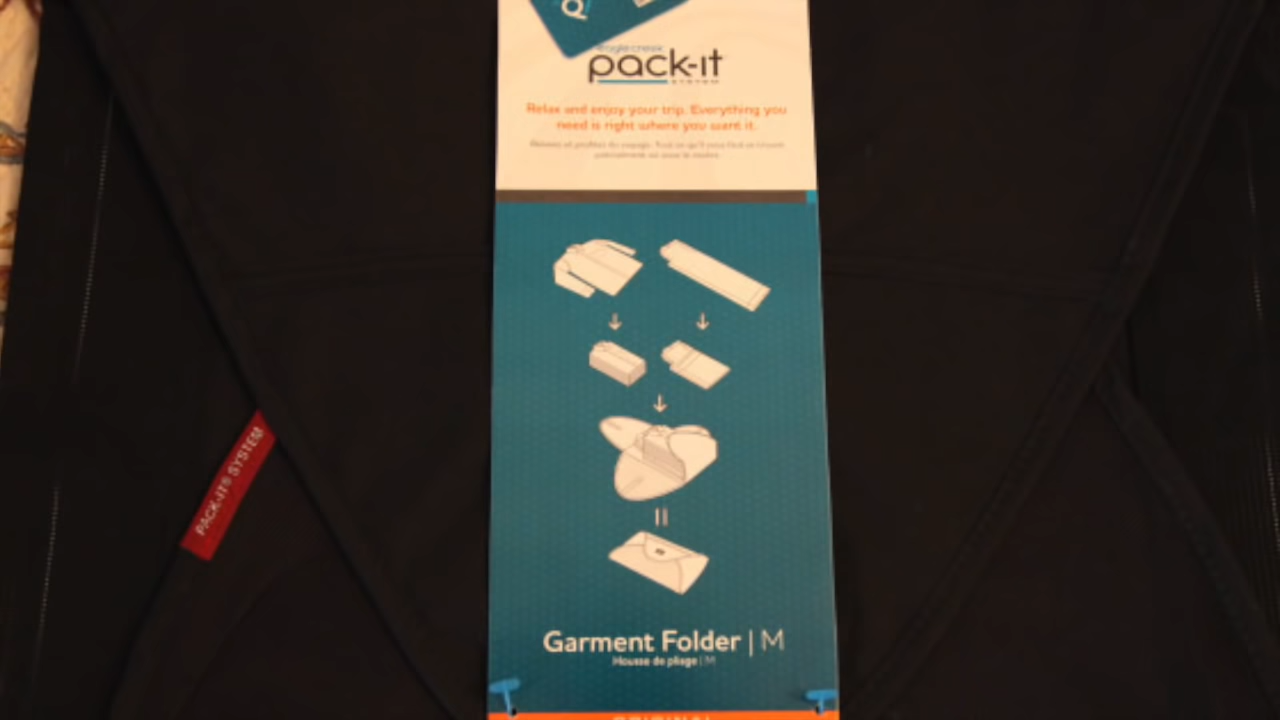 eagle creek
pack-it
SYSTEM
Relax and enjoy your trip. Everything you
need is right where you want it.
PACK-IT® SYSTEM
Garment Folder | M
Housse de pliage | M
ORIGINAL